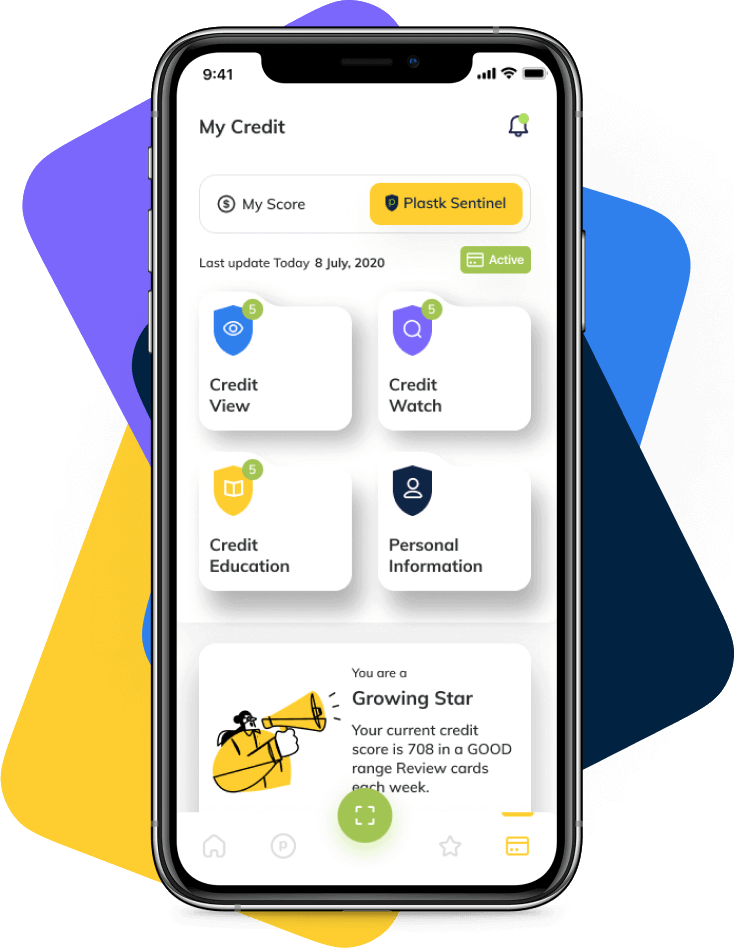 9:41
My Credit
My Score
Plastk Sentinel
Last update Today 8 July, 2020
Active
5
5
Credit
View
Credit
Watch
5
Credit
Education
Personal
Information
You are a
Growing Star
Your current credit
score is 708 in a GOOD
range Review cards
each week.
P